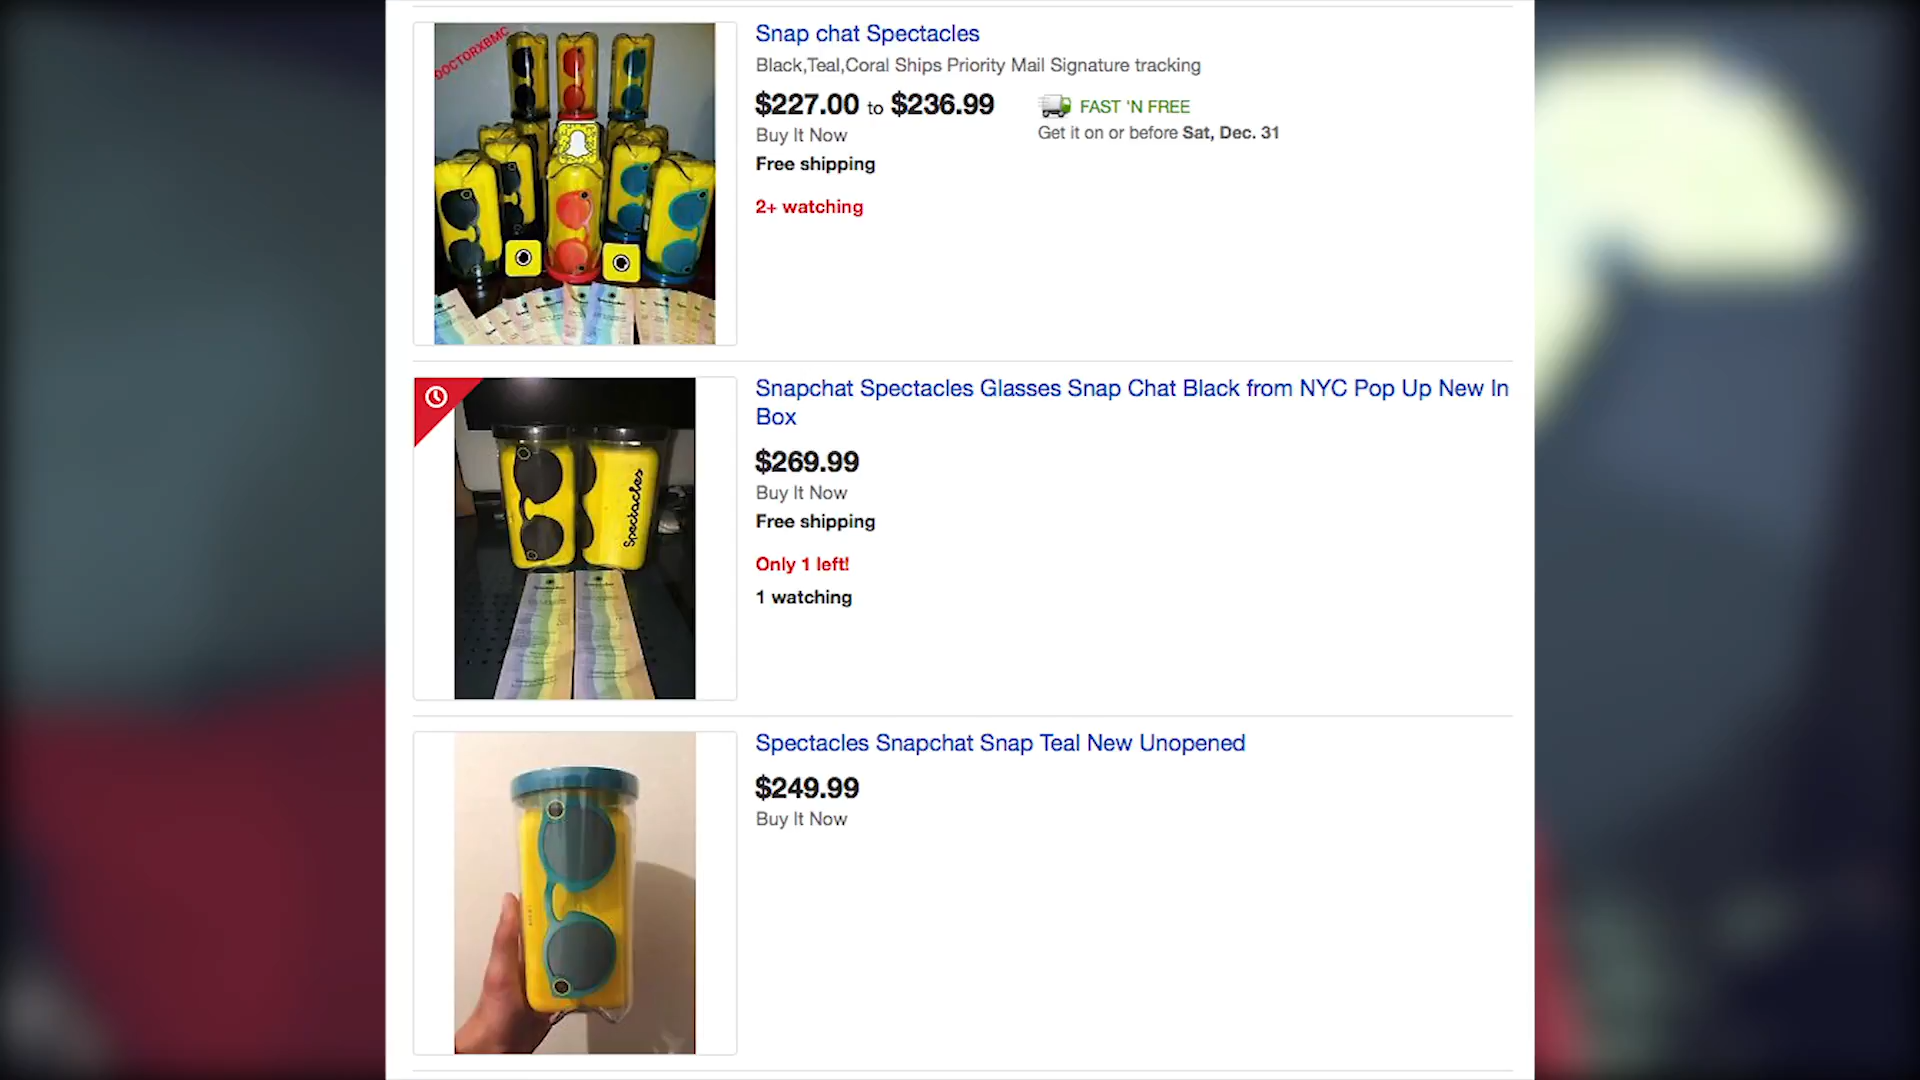 DOCTORXBMC
Snap chat Spectacles
Black,Teal,Coral Ships Priority Mail Signature tracking
$227.00 to $236.99
FAST 'N FREE
Buy It Now
Get it on or before Sat, Dec. 31
Free shipping
2+ watching
Snapchat Spectacles Glasses Snap Chat Black from NYC Pop Up New In
Box
$269.99
Buy It Now
Free shipping
Only 1 left!
1 watching
Spectacles
Spectacles Snapchat Snap Teal New Unopened
$249.99
Buy It Now